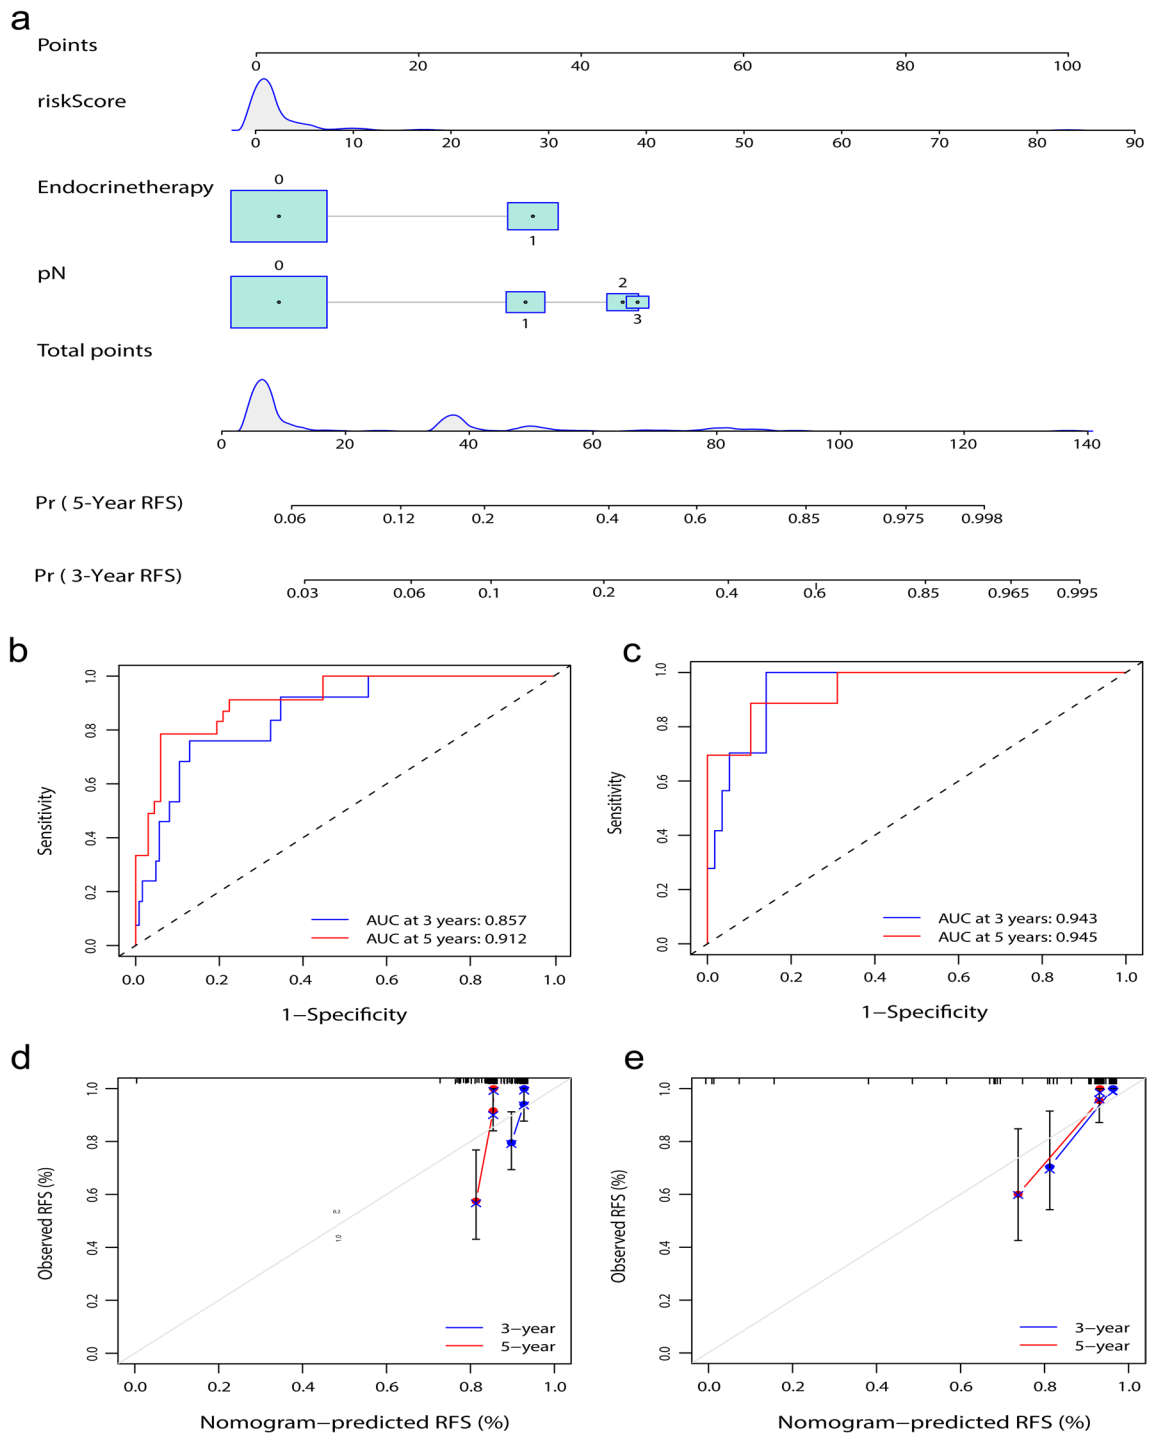 a
Points
0 20 40 60 80 100
riskScore
0 10 20 30 40 50 60 70 80 90
Endocrinetherapy
0
1
pN
0
1
2
3
Total points
0 20 40 60 80 100 120 140
Pr ( 5-Year RFS)
0.06 0.12 0.2 0.4 0.6 0.85 0.975 0.998
Pr ( 3-Year RFS)
0.03 0.06 0.1 0.2 0.4 0.6 0.85 0.965 0.995
b
Sensitivity
1.0
0.8
0.6
0.4
0.2
0.0
AUC at 3 years: 0.857
AUC at 5 years: 0.912
0.0 0.2 0.4 0.6 0.8 1.0
1−Specificity
c
Sensitivity
1.0
0.8
0.6
0.4
0.2
0.0
AUC at 3 years: 0.943
AUC at 5 years: 0.945
0.0 0.2 0.4 0.6 0.8 1.0
1−Specificity
d
Observed RFS (%)
1.0
0.8
0.6
0.4
0.2
0.0
0.2
1.0
3−year
5−year
0.0 0.2 0.4 0.6 0.8 1.0
Nomogram−predicted RFS (%)
e
Observed RFS (%)
1.0
0.8
0.6
0.4
0.2
0.0
3−year
5−year
0.0 0.2 0.4 0.6 0.8 1.0
Nomogram−predicted RFS (%)